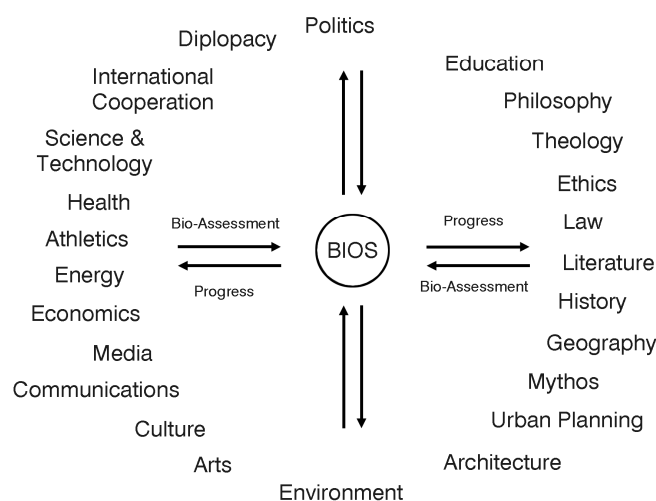 Politics
Diplopacy
Education
International
Cooperation
Philosophy
Science &
Technology
Theology
Ethics
Health
Bio-Assessment
Progress
Law
Athletics
BIOS
Literature
Energy
Progress
Bio-Assessment
History
Economics
Geography
Media
Mythos
Communications
Urban Planning
Culture
Arts
Architecture
Environment